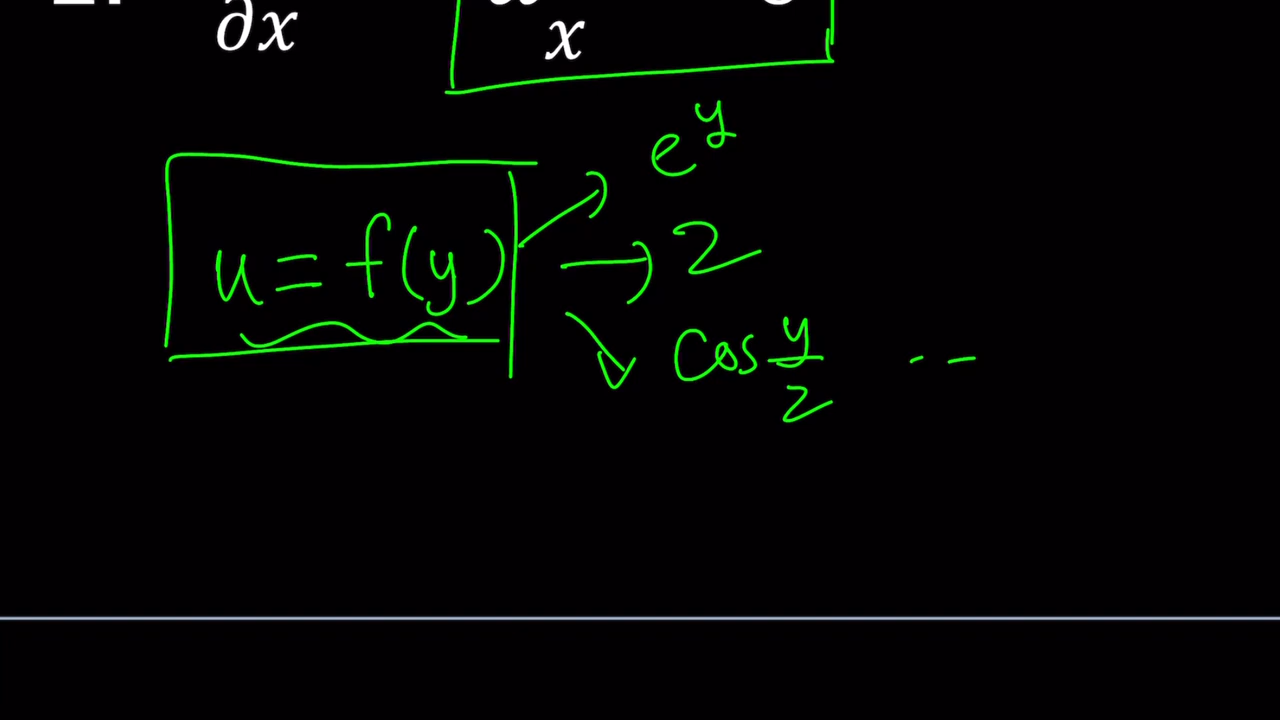 ∂x
x
e^y
u = f(y) → 2
cos y/2 --